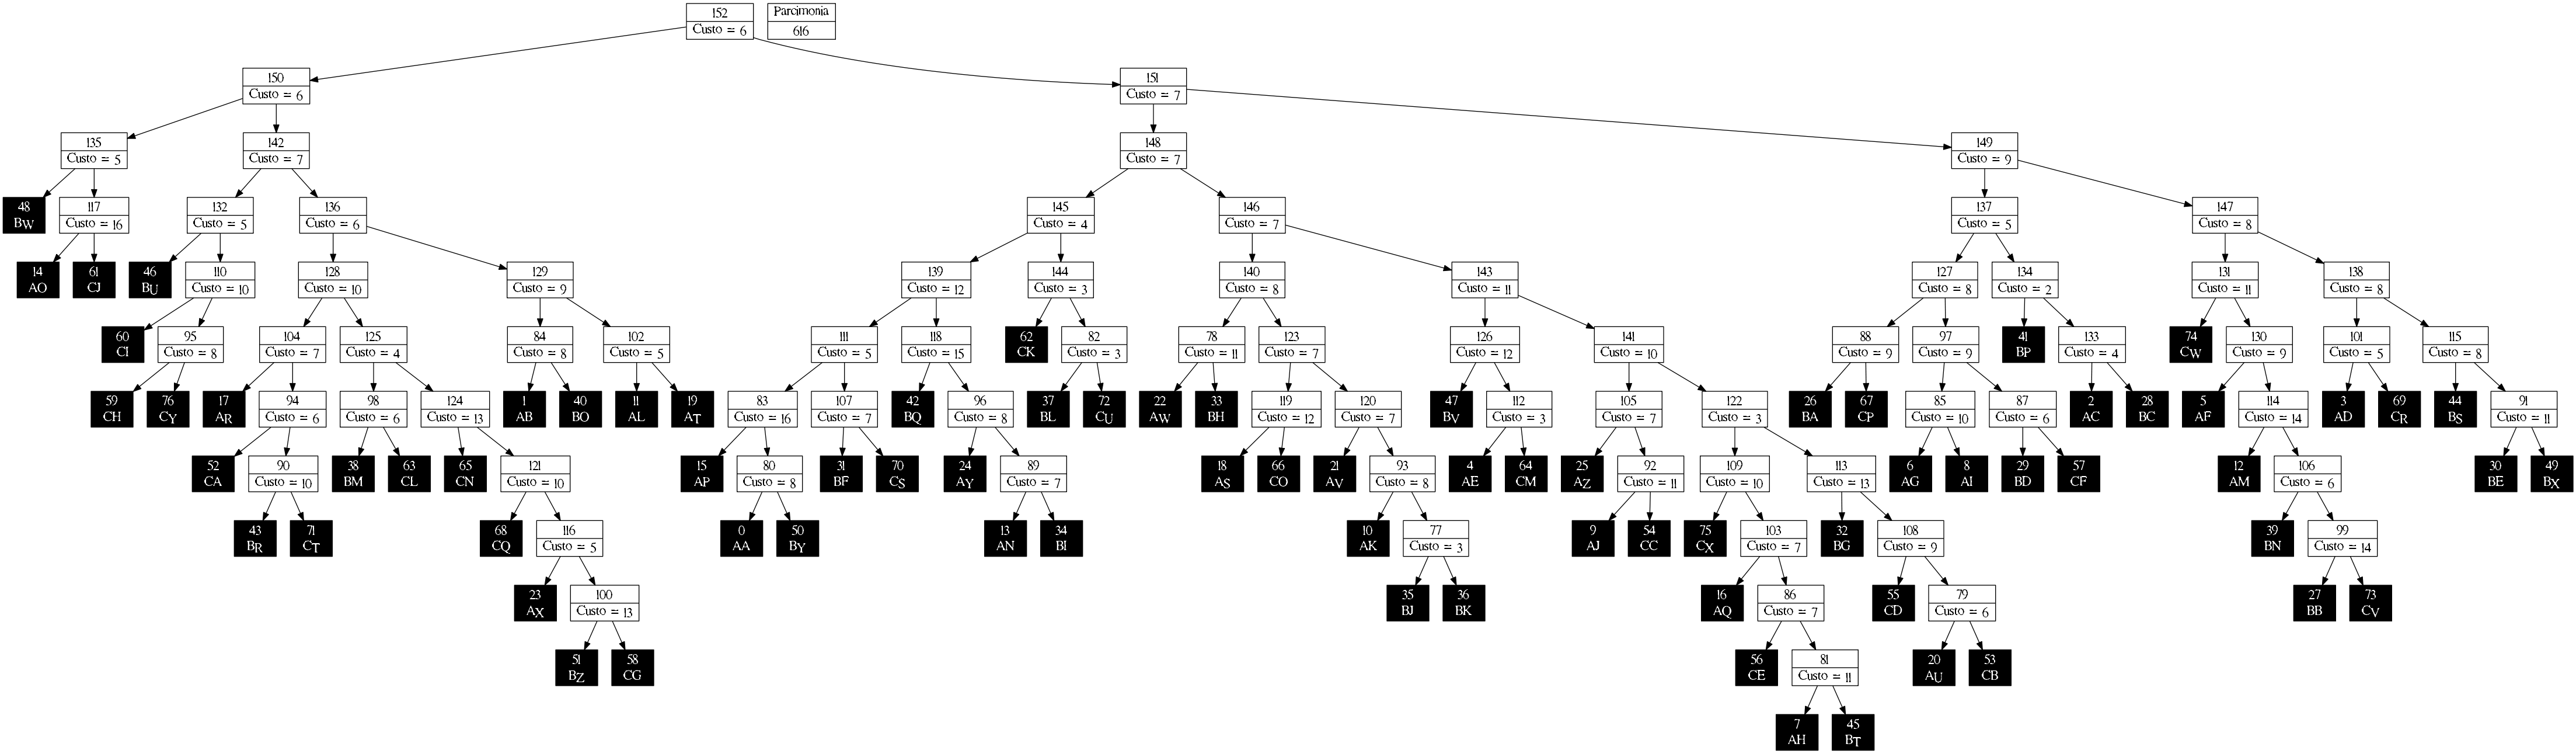 152
Custo = 6
Parcimonia
616
150
Custo = 6
151
Custo = 7
135
Custo = 5
142
Custo = 7
148
Custo = 7
149
Custo = 9
48
BW
117
Custo = 16
132
Custo = 5
136
Custo = 6
145
Custo = 4
146
Custo = 7
137
Custo = 5
147
Custo = 8
14
AO
61
CJ
46
BU
110
Custo = 10
128
Custo = 10
129
Custo = 9
139
Custo = 12
144
Custo = 3
140
Custo = 8
143
Custo = 11
127
Custo = 8
134
Custo = 2
131
Custo = 11
138
Custo = 8
60
CI
95
Custo = 8
104
Custo = 7
125
Custo = 4
84
Custo = 8
102
Custo = 5
111
Custo = 5
118
Custo = 15
62
CK
82
Custo = 3
78
Custo = 11
123
Custo = 7
126
Custo = 12
141
Custo = 10
88
Custo = 9
97
Custo = 9
41
BP
133
Custo = 4
74
CW
130
Custo = 9
101
Custo = 5
115
Custo = 8
59
CH
76
CY
17
AR
94
Custo = 6
98
Custo = 6
124
Custo = 13
1
AB
40
BO
11
AL
19
AT
83
Custo = 16
107
Custo = 7
42
BQ
96
Custo = 8
37
BL
72
CU
22
AW
33
BH
119
Custo = 12
120
Custo = 7
47
BV
112
Custo = 3
105
Custo = 7
122
Custo = 3
26
BA
67
CP
85
Custo = 10
87
Custo = 6
2
AC
28
BC
5
AF
114
Custo = 14
3
AD
69
CR
44
BS
91
Custo = 11
52
CA
90
Custo = 10
38
BM
63
CL
65
CN
121
Custo = 10
15
AP
80
Custo = 8
31
BF
70
CS
24
AY
89
Custo = 7
18
AS
66
CO
21
AV
93
Custo = 8
4
AE
64
CM
25
AZ
92
Custo = 11
109
Custo = 10
113
Custo = 13
6
AG
8
AI
29
BD
57
CF
12
AM
106
Custo = 6
30
BE
49
BX
43
BR
71
CT
68
CQ
116
Custo = 5
0
AA
50
BY
13
AN
34
BI
10
AK
77
Custo = 3
9
AJ
54
CC
75
CX
103
Custo = 7
32
BG
108
Custo = 9
39
BN
99
Custo = 14
23
AX
100
Custo = 13
35
BJ
36
BK
16
AQ
86
Custo = 7
55
CD
79
Custo = 6
27
BB
73
CV
51
BZ
58
CG
56
CE
81
Custo = 11
20
AU
53
CB
7
AH
45
BT